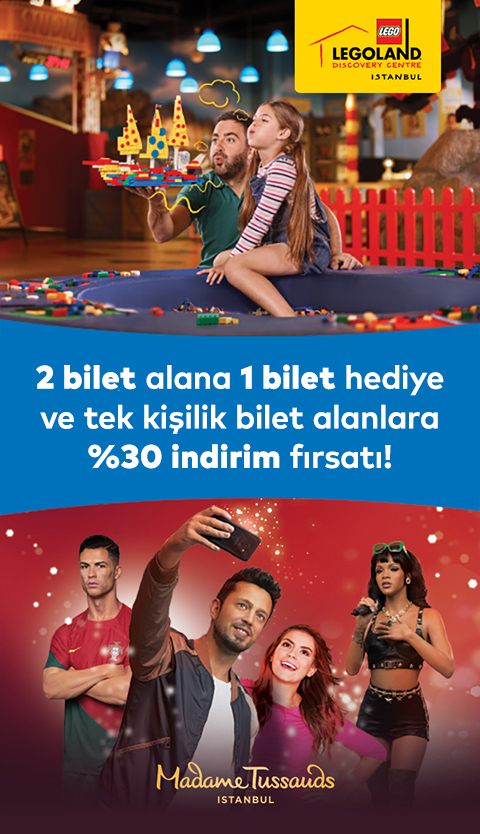 LEGO
LEGOLAND
DISCOVERY CENTRE
ISTANBUL
2 bilet alana 1 bilet hediye
ve tek kişilik bilet alanlara
%30 indirim fırsatı!
Madame Tussauds
ISTANBUL